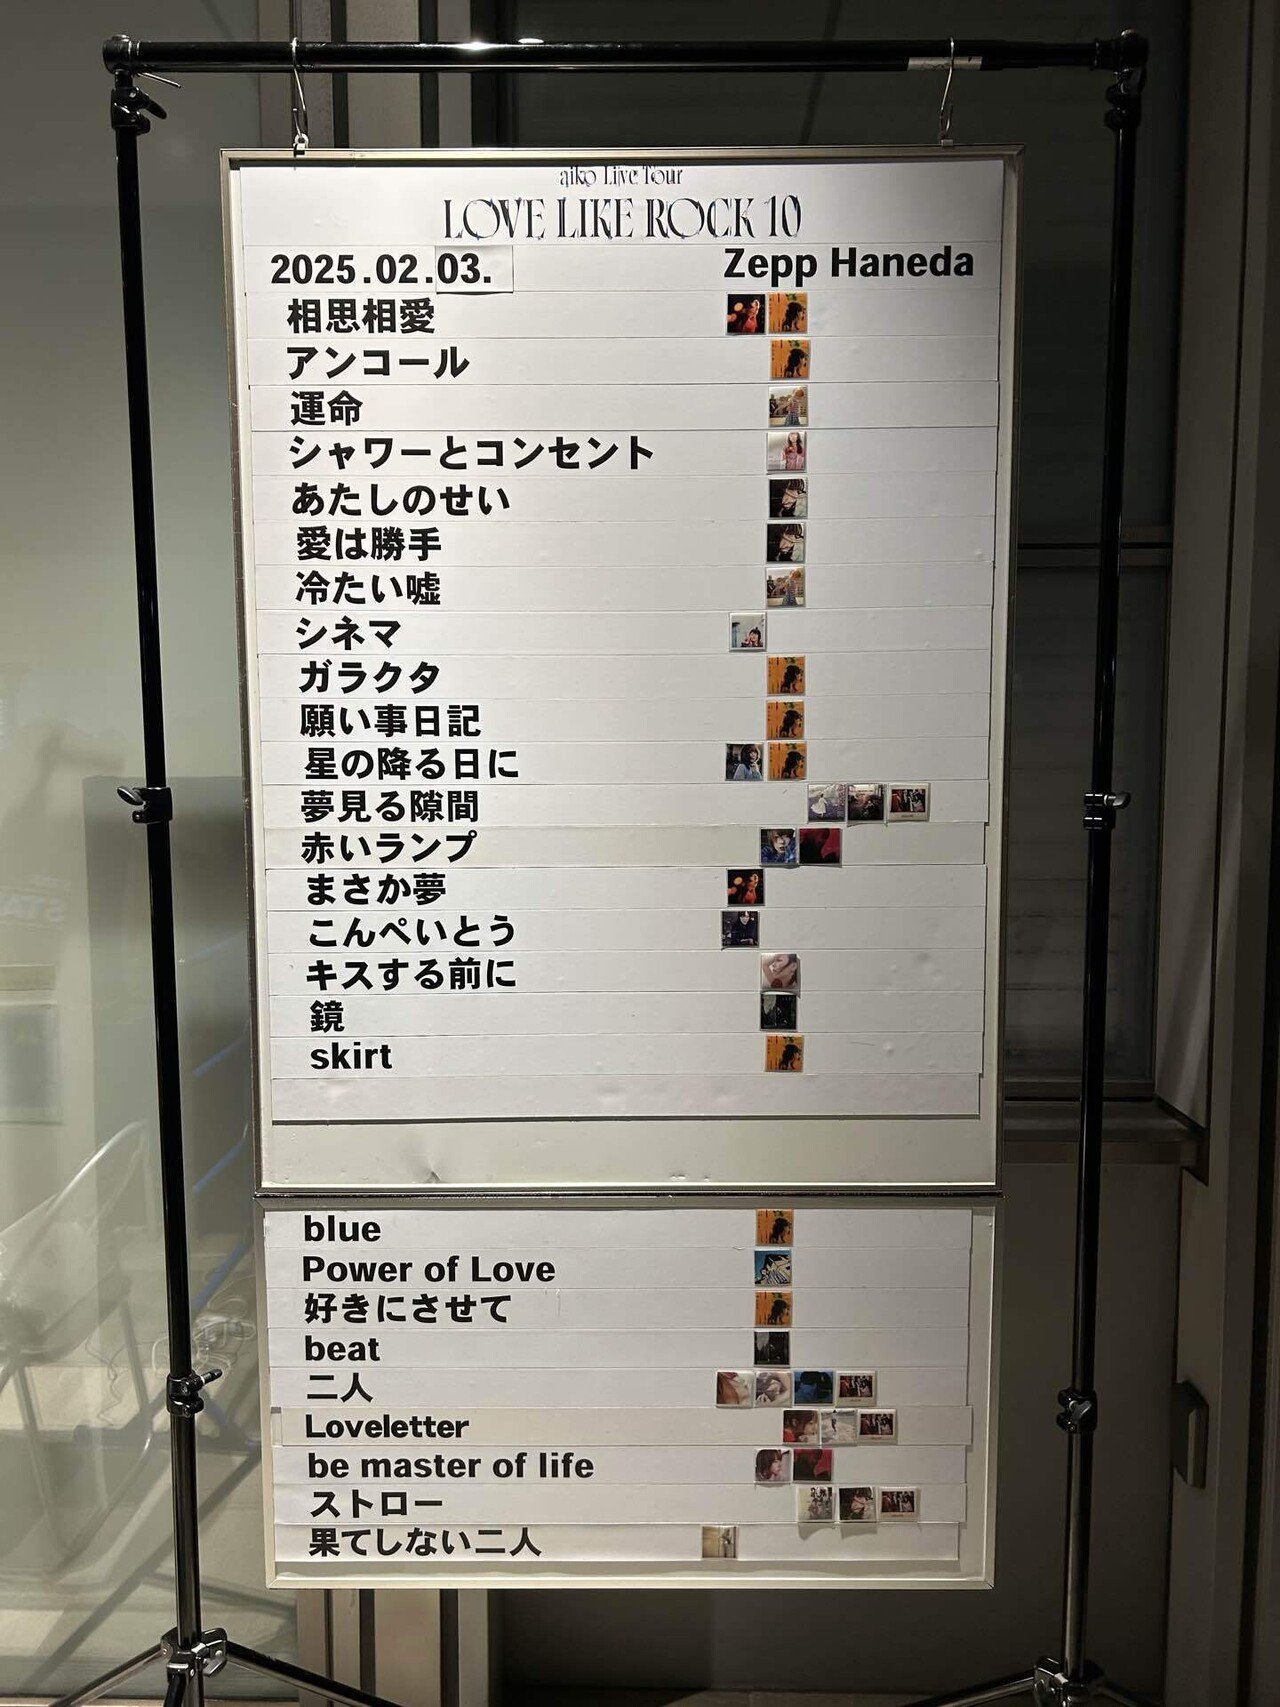 aiko Live Tour
LOVE LIKE ROCK 10
2025.02.03. Zepp Haneda
相思相愛
アンコール
運命
シャワーとコンセント
あたしのせい
愛は勝手
冷たい嘘
シネマ
ガラクタ
願い事日記
星の降る日に
夢見る隙間
赤いランプ
まさか夢
こんぺいとう
キスする前に
鏡
skirt
blue
Power of Love
好きにさせて
beat
二人
Loveletter
be master of life
ストロー
果てしない二人